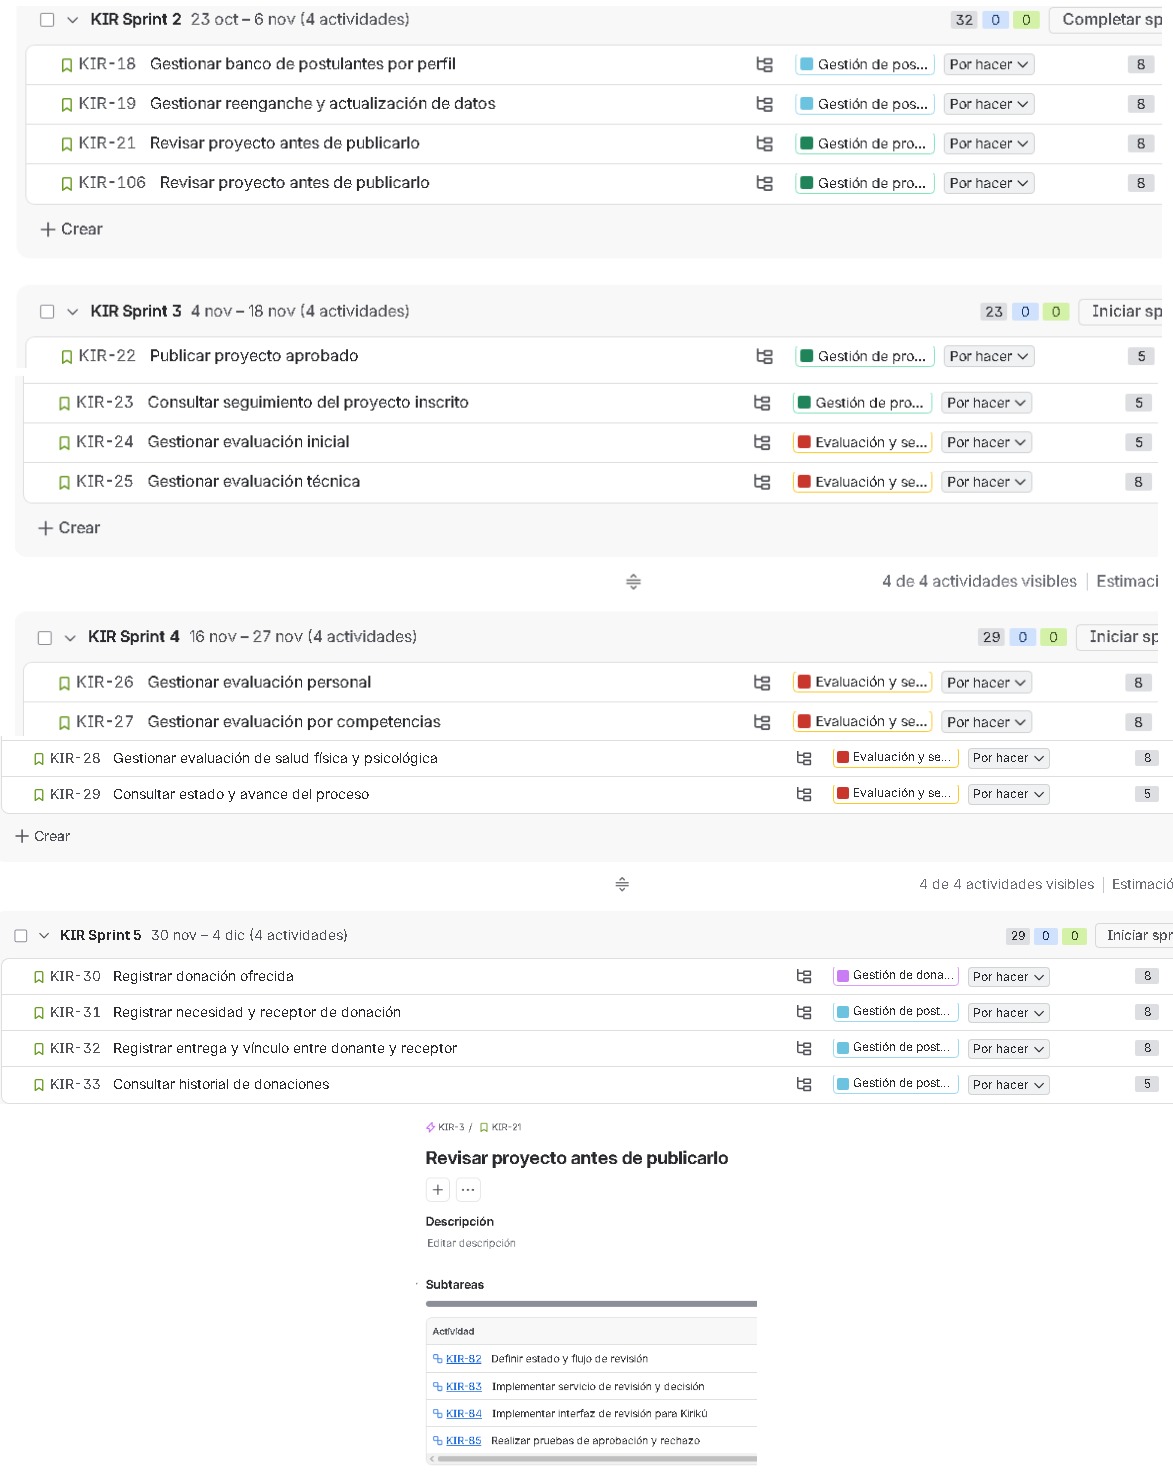 KIR Sprint 2 23 oct – 6 nov (4 actividades) 32 0 0 Completar sp
KIR-18 Gestionar banco de postulantes por perfil Gestión de pos... Por hacer 8
KIR-19 Gestionar reenganche y actualización de datos Gestión de pos... Por hacer 8
KIR-21 Revisar proyecto antes de publicarlo Gestión de pro... Por hacer 8
KIR-106 Revisar proyecto antes de publicarlo Gestión de pro... Por hacer 8
+ Crear
KIR Sprint 3 4 nov – 18 nov (4 actividades) 23 0 0 Iniciar sp
KIR-22 Publicar proyecto aprobado Gestión de pro... Por hacer 5
KIR-23 Consultar seguimiento del proyecto inscrito Gestión de pro... Por hacer 5
KIR-24 Gestionar evaluación inicial Evaluación y se... Por hacer 5
KIR-25 Gestionar evaluación técnica Evaluación y se... Por hacer 8
+ Crear
4 de 4 actividades visibles Estimaci
KIR Sprint 4 16 nov – 27 nov (4 actividades) 29 0 0 Iniciar sp
KIR-26 Gestionar evaluación personal Evaluación y se... Por hacer 8
KIR-27 Gestionar evaluación por competencias Evaluación y se... Por hacer 8
KIR-28 Gestionar evaluación de salud física y psicológica Evaluación y se... Por hacer 8
KIR-29 Consultar estado y avance del proceso Evaluación y se... Por hacer 5
+ Crear
4 de 4 actividades visibles Estimació
KIR Sprint 5 30 nov – 4 dic (4 actividades) 29 0 0 Iniciar spr
KIR-30 Registrar donación ofrecida Gestión de dona... Por hacer 8
KIR-31 Registrar necesidad y receptor de donación Gestión de post... Por hacer 8
KIR-32 Registrar entrega y vínculo entre donante y receptor Gestión de post... Por hacer 8
KIR-33 Consultar historial de donaciones Gestión de post... Por hacer 5
KIR-3 / KIR-21
Revisar proyecto antes de publicarlo
Descripción
Editar descripción
Subtareas
Actividad
KIR-82 Definir estado y flujo de revisión
KIR-83 Implementar servicio de revisión y decisión
KIR-84 Implementar interfaz de revisión para Kirikú
KIR-85 Realizar pruebas de aprobación y rechazo